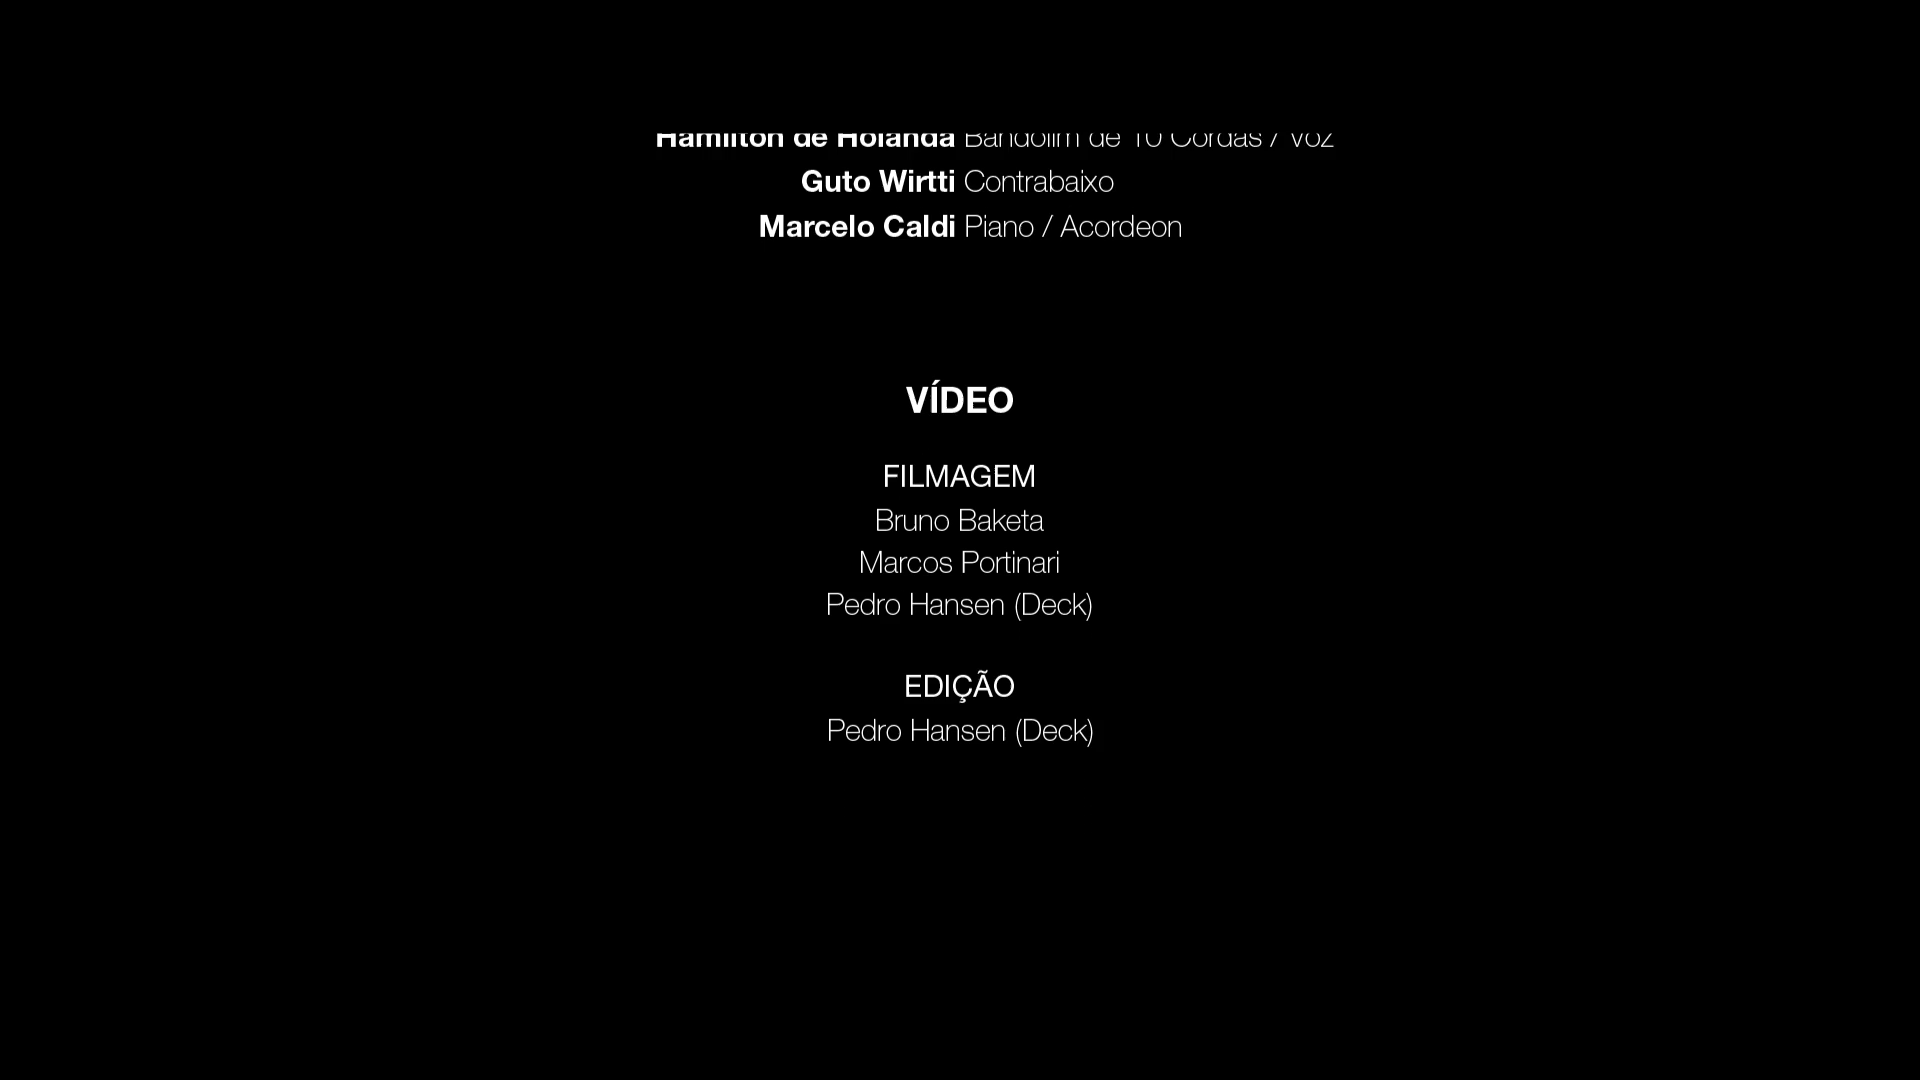 Hamilton de Holanda Bandolim de 10 Cordas / Voz
Guto Wirtti Contrabaixo
Marcelo Caldi Piano / Acordeon
VÍDEO
FILMAGEM
Bruno Baketa
Marcos Portinari
Pedro Hansen (Deck)
EDIÇÃO
Pedro Hansen (Deck)